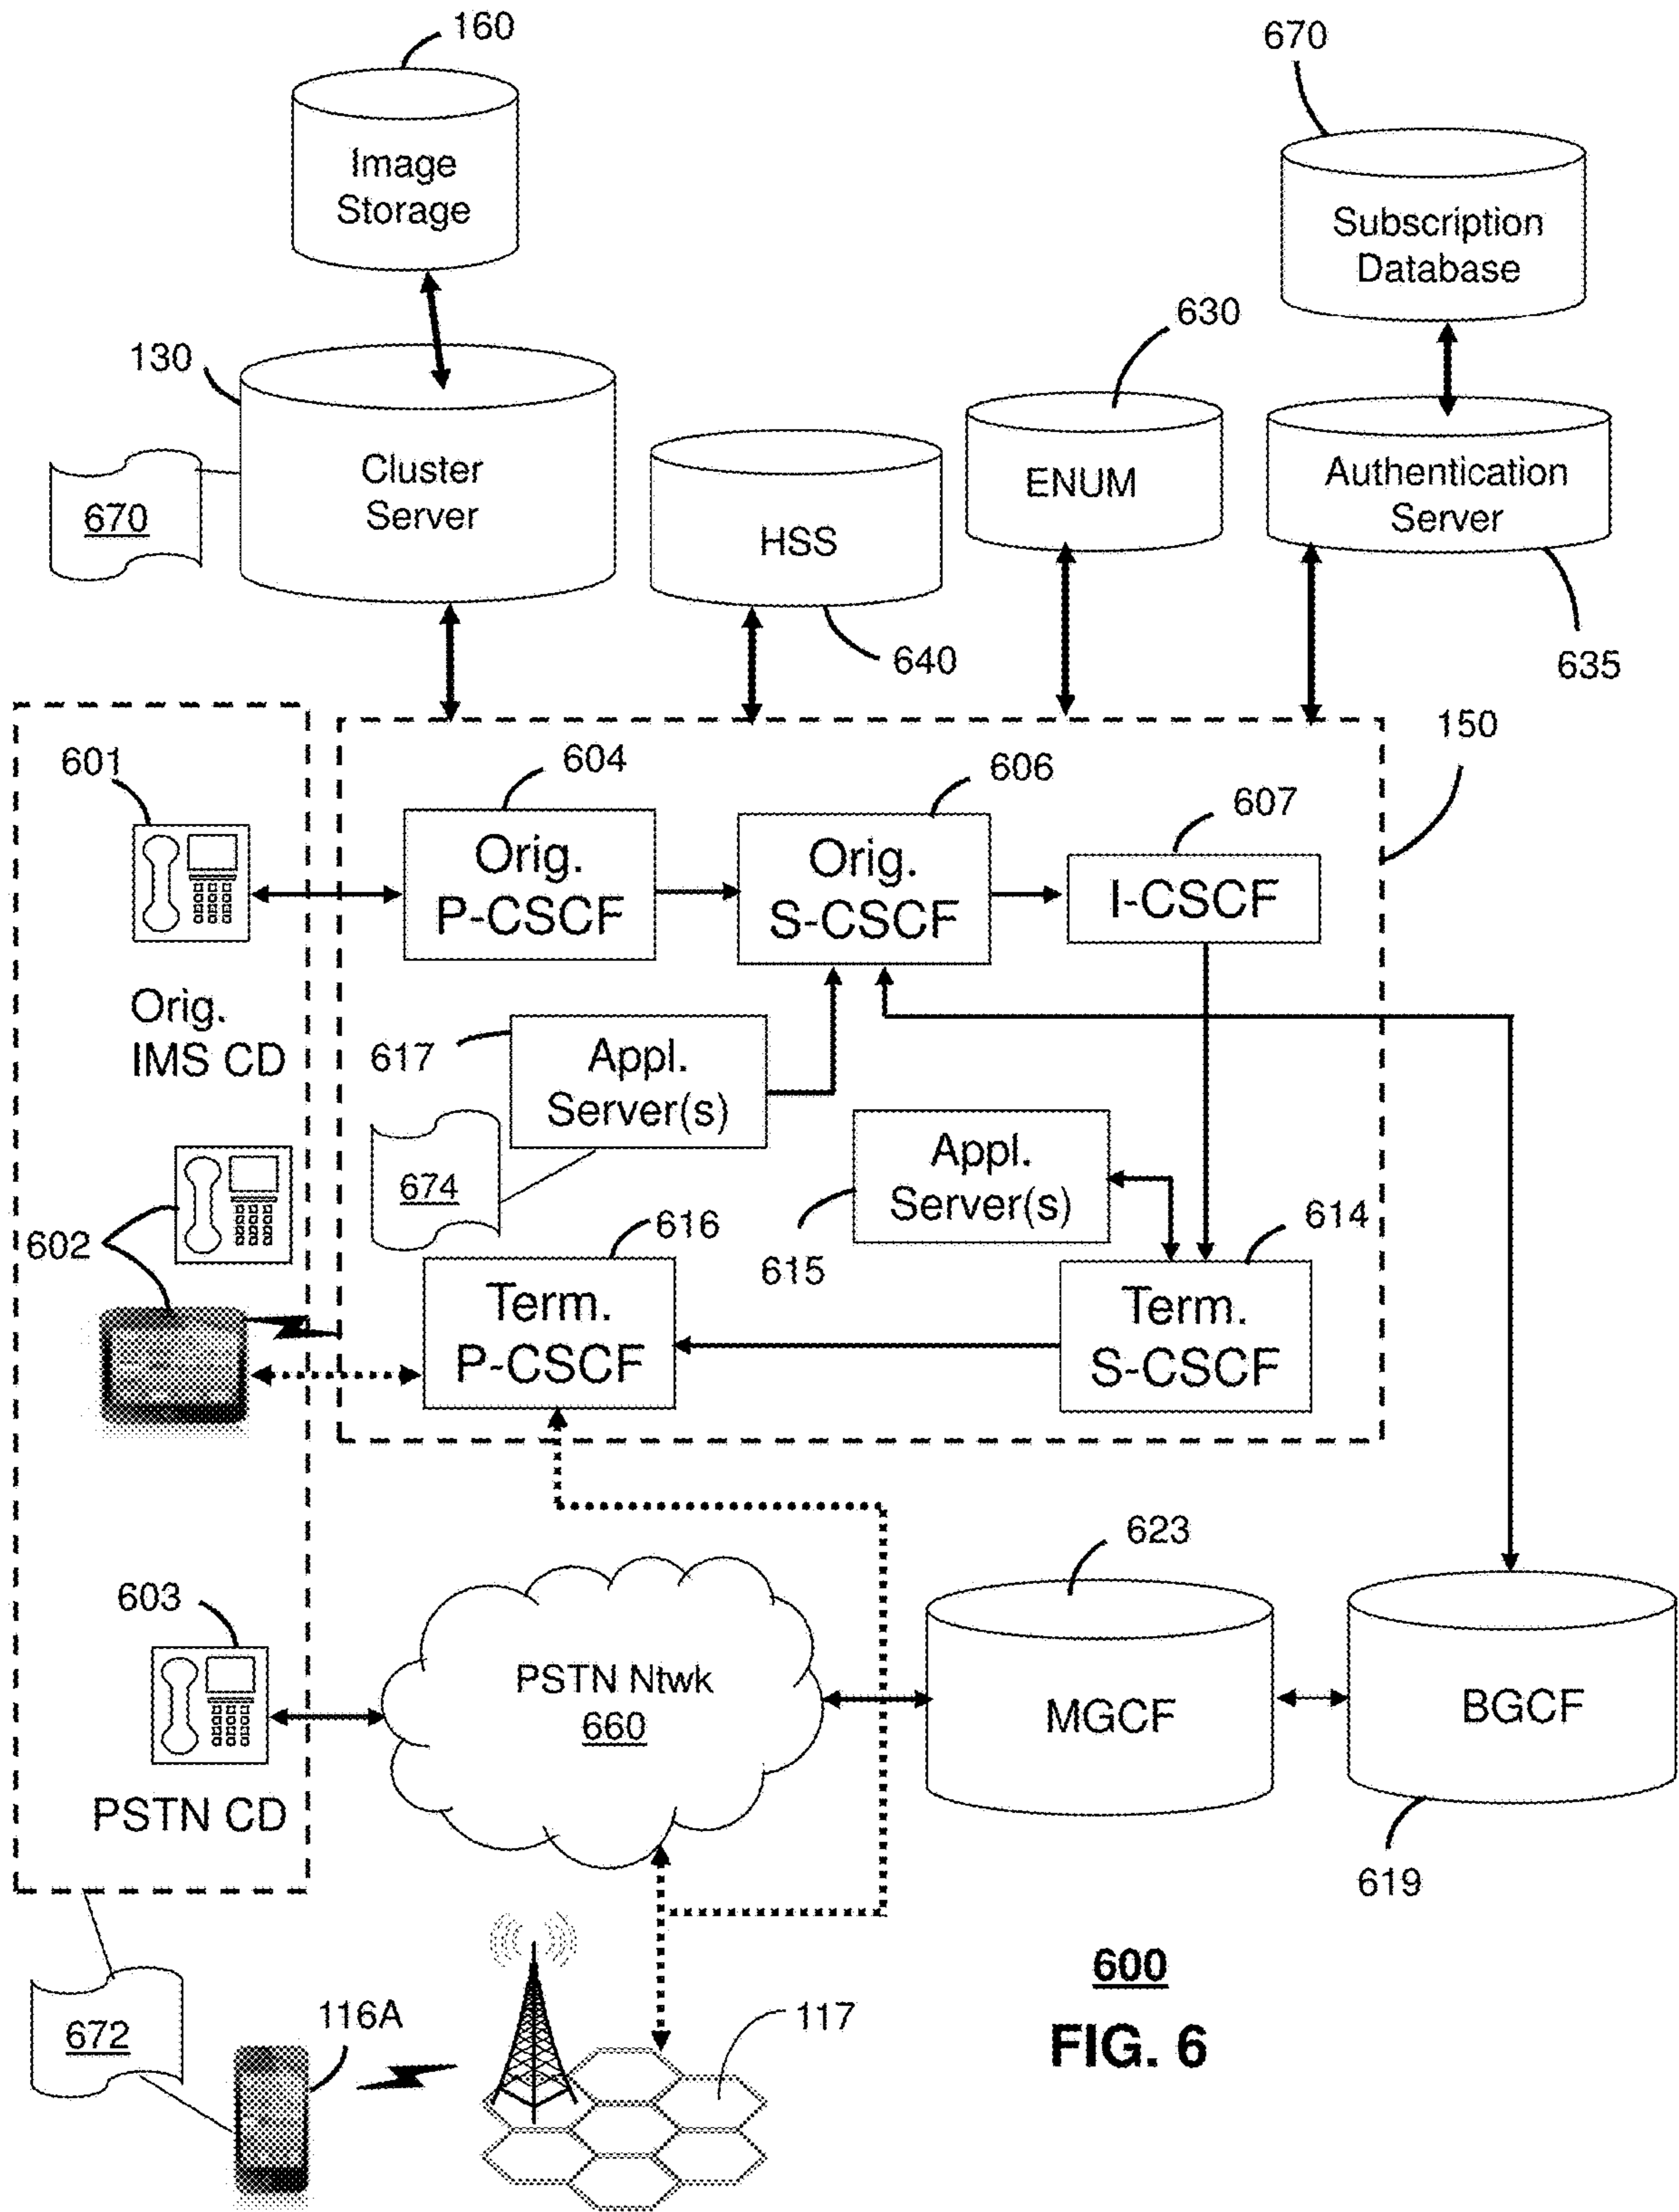 160
670
Image
Storage
Subscription
Database
630
130
Cluster
Server
670
HSS
ENUM
Authentication
Server
640
635
150
601
604
606
607
Orig.
P-CSCF
Orig.
S-CSCF
I-CSCF
Orig.
IMS CD
617
Appl.
Server(s)
674
Appl.
Server(s)
602
616
615
614
Term.
P-CSCF
Term.
S-CSCF
623
603
PSTN Ntwk
660
MGCF
BGCF
PSTN CD
619
600
672
116A
117
FIG. 6